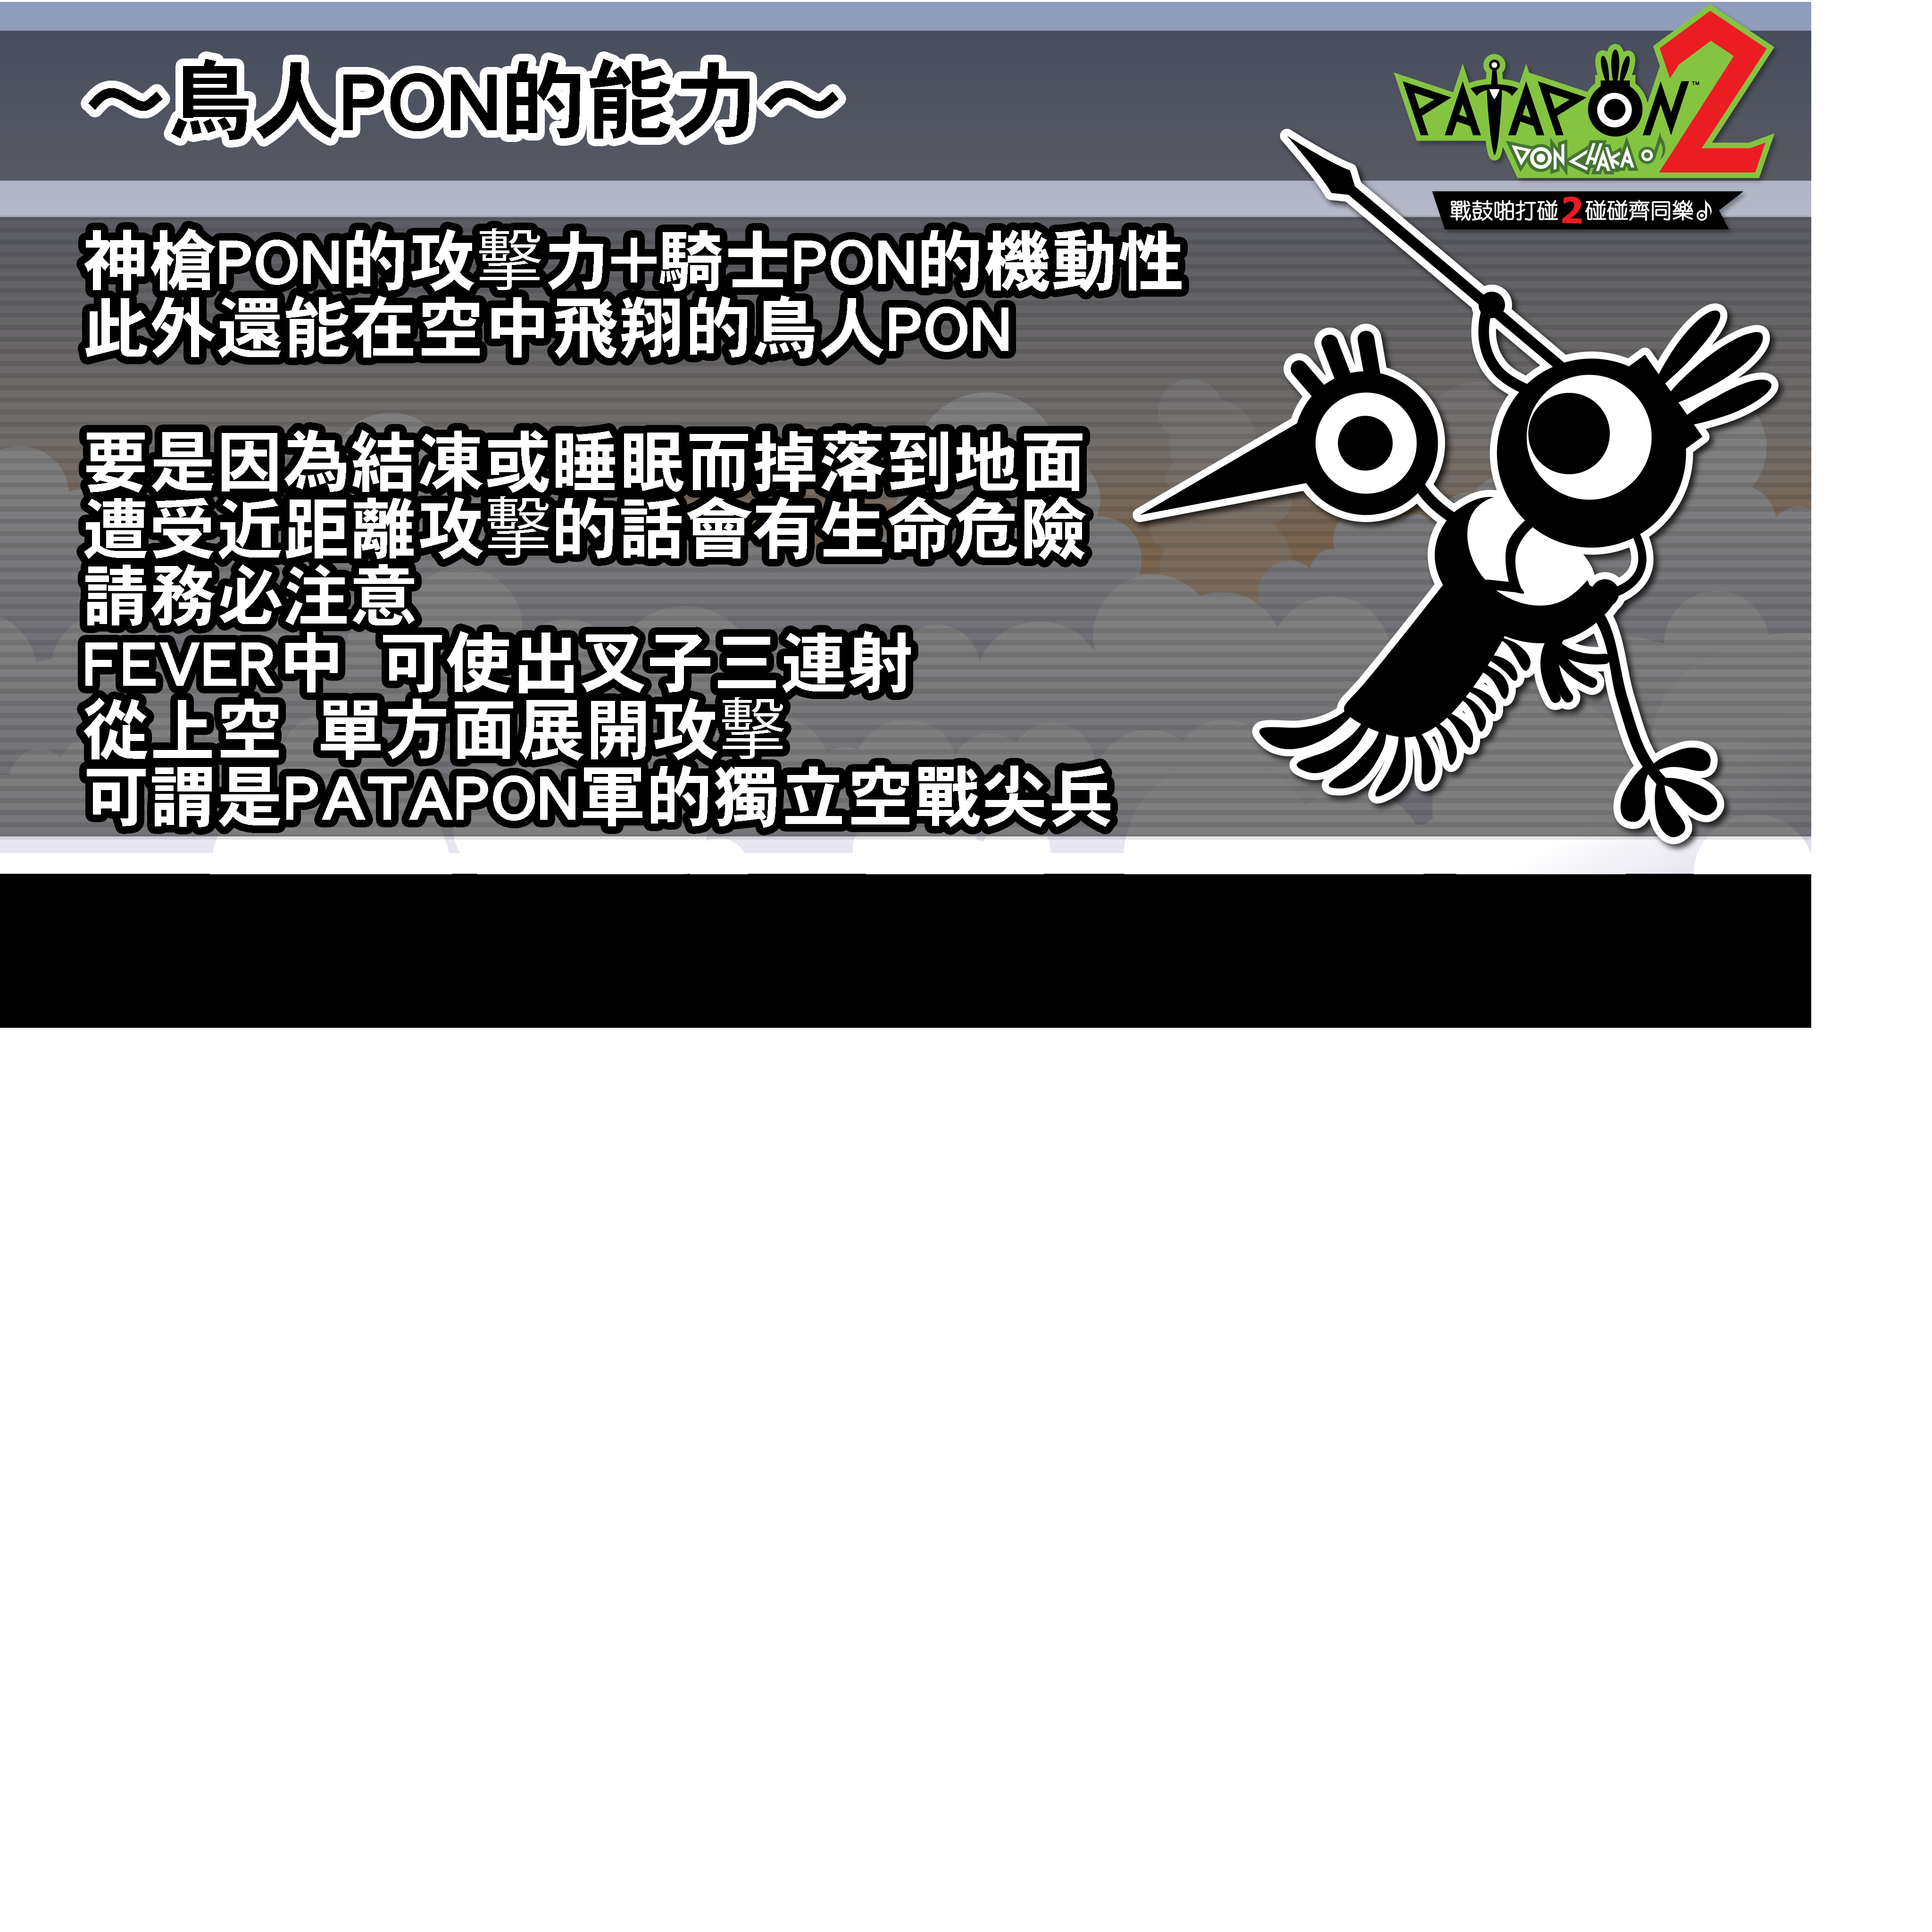 ～鳥人PON的能力～
PATAPON2™
DON CHAKA♪
戰鼓啪打碰2碰碰齊同樂♪
神槍PON的攻擊力+騎士PON的機動性
此外還能在空中飛翔的鳥人PON
要是因為結凍或睡眠而掉落到地面
遭受近距離攻擊的話會有生命危險
請務必注意
FEVER中 可使出叉子三連射
從上空 單方面展開攻擊
可謂是PATAPON軍的獨立空戰尖兵